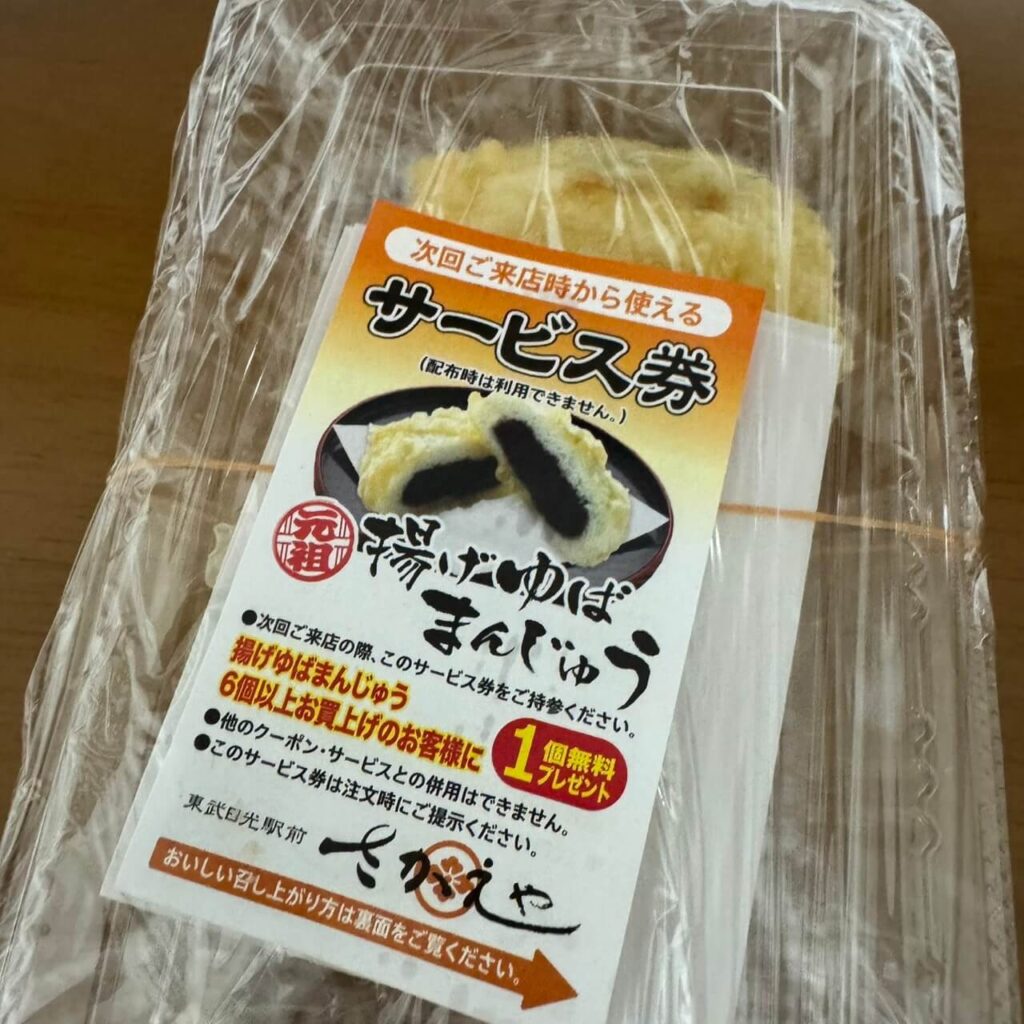 次回ご来店時から使える
サービス券
(配布時は利用できません。)
元祖
揚げゆば
まんじゅう
●次回ご来店の際、このサービス券をご持参ください。
揚げゆばまんじゅう
6個以上お買上げのお客様に
1個無料
プレゼント
●他のクーポン・サービスとの併用はできません。
●このサービス券は注文時にご提示ください。
東武日光駅前
さかえや
おいしい召し上がり方は裏面をご覧ください。